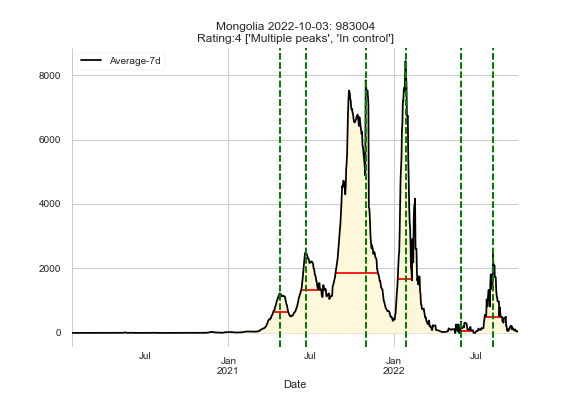 Mongolia 2022-10-03: 983004
Rating:4 ['Multiple peaks', 'In control']
Average-7d
8000
6000
4000
2000
0
Jul
Jan
2021
Jul
Jan
2022
Jul
Date